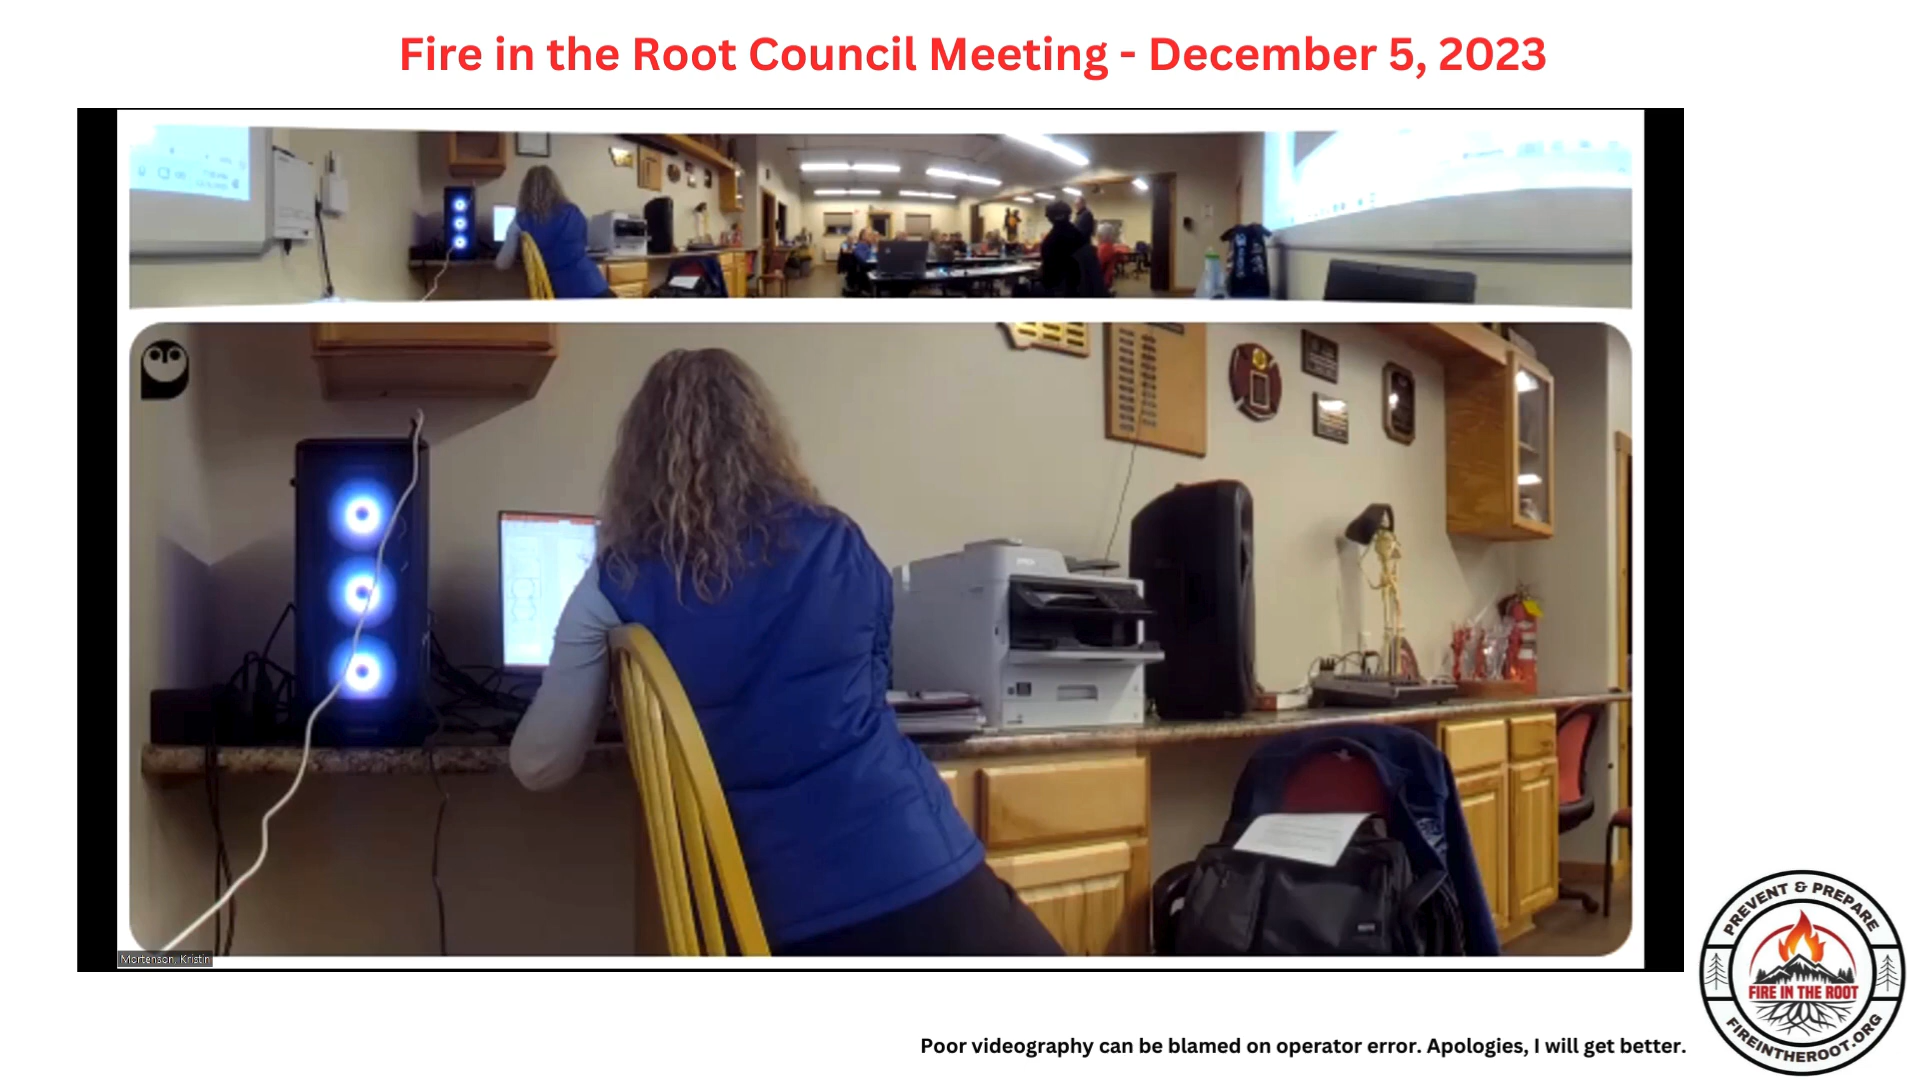 Fire in the Root Council Meeting - December 5, 2023
EPSON
Mortenson, Kristin
PREVENT & PREPARE
FIRE IN THE ROOT
FIREINTHEROOT.ORG
Poor videography can be blamed on operator error. Apologies, I will get better.